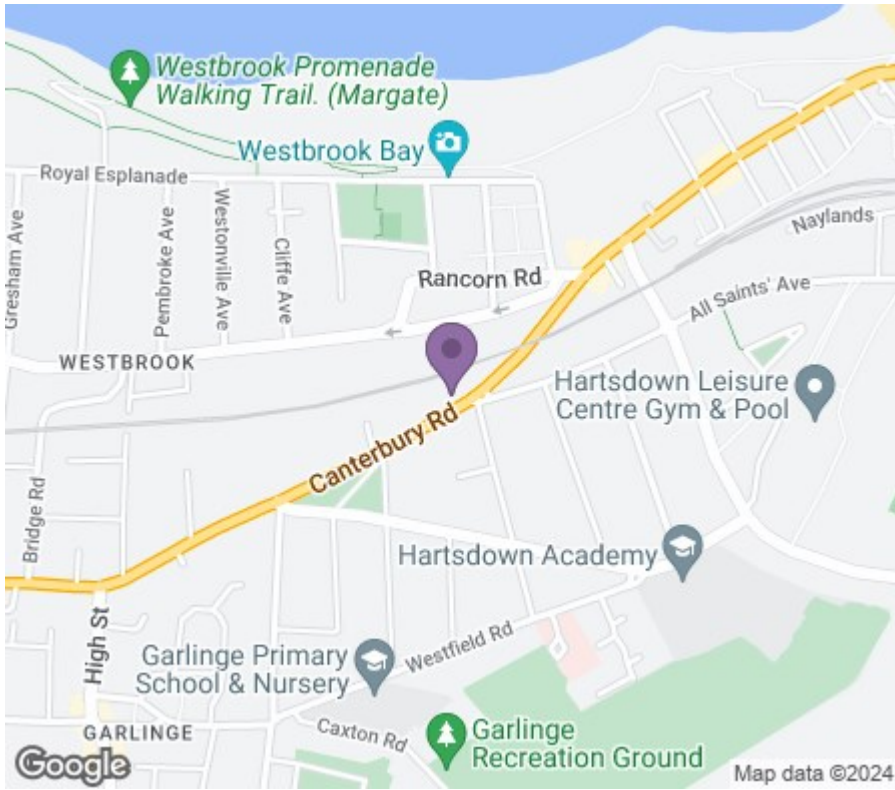 Westbrook Promenade
Walking Trail. (Margate)
Westbrook Bay
Royal Esplanade
Naylands
Gresham Ave
Pembroke Ave
Westonville Ave
Cliffe Ave
Rancorn Rd
All Saints' Ave
WESTBROOK
Hartsdown Leisure
Centre Gym & Pool
Canterbury Rd
Bridge Rd
Hartsdown Academy
High St
Garlinge Primary
School & Nursery
Westfield Rd
GARLINGE
Caxton Rd
Garlinge
Recreation Ground
Google
Map data ©2024